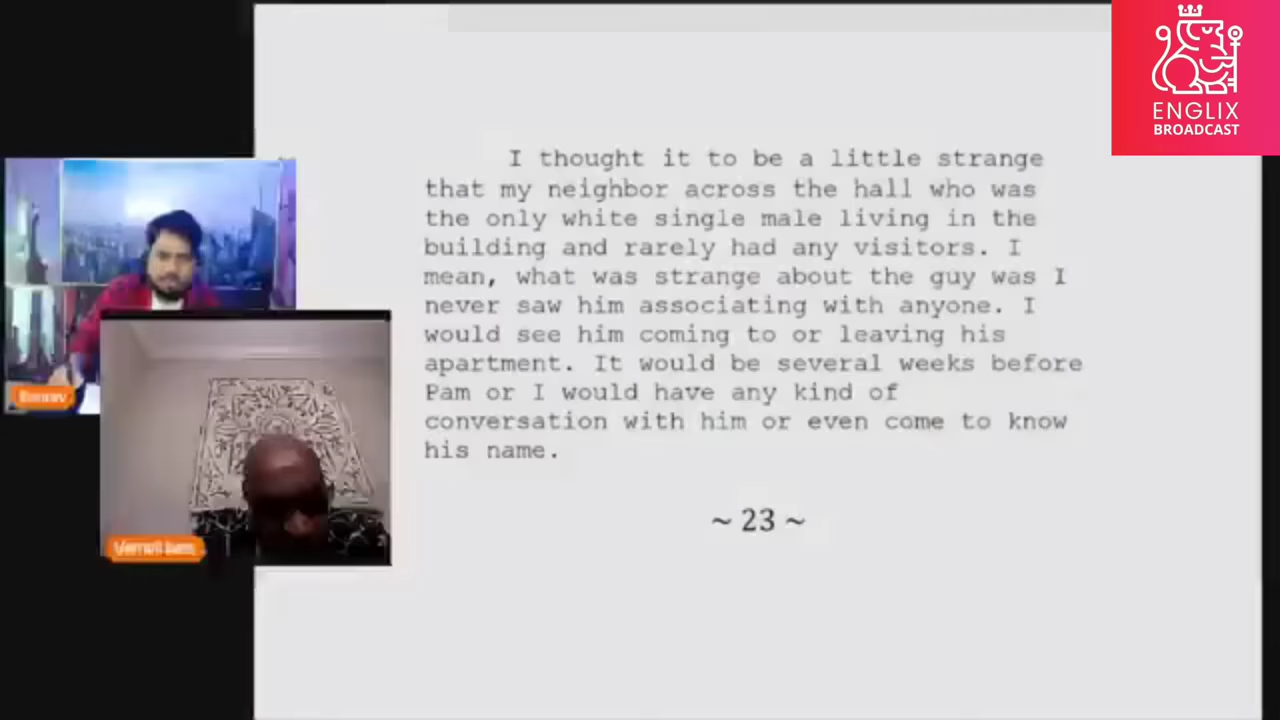 ENGLIX
BROADCAST
I thought it to be a little strange
that my neighbor across the hall who was
the only white single male living in the
building and rarely had any visitors. I
mean, what was strange about the guy was I
never saw him associating with anyone. I
would see him coming to or leaving his
apartment. It would be several weeks before
Pam or I would have any kind of
conversation with him or even come to know
his name.
~ 23 ~